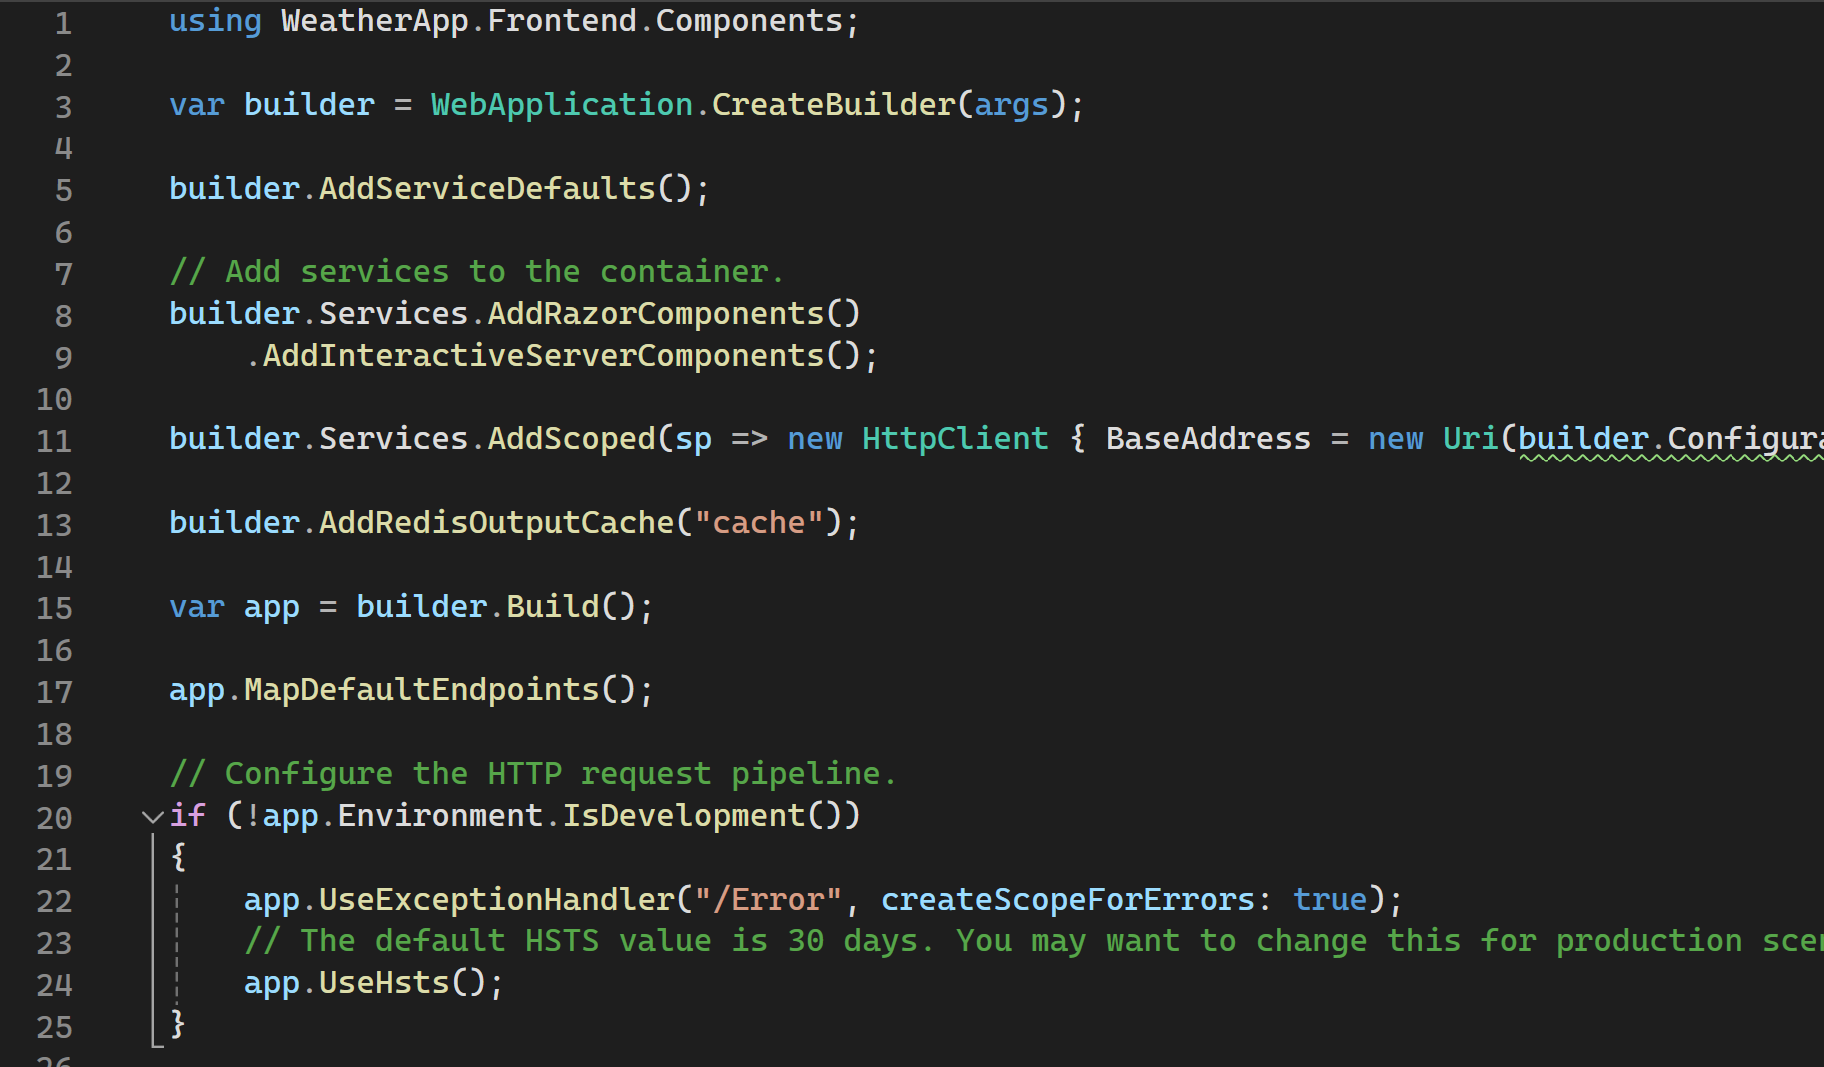 1 using WeatherApp.Frontend.Components;
2
3 var builder = WebApplication.CreateBuilder(args);
4
5 builder.AddServiceDefaults();
6
7 // Add services to the container.
8 builder.Services.AddRazorComponents()
9     .AddInteractiveServerComponents();
10
11 builder.Services.AddScoped(sp => new HttpClient { BaseAddress = new Uri(builder.Configura
12
13 builder.AddRedisOutputCache("cache");
14
15 var app = builder.Build();
16
17 app.MapDefaultEndpoints();
18
19 // Configure the HTTP request pipeline.
20 if (!app.Environment.IsDevelopment())
21 {
22     app.UseExceptionHandler("/Error", createScopeForErrors: true);
23     // The default HSTS value is 30 days. You may want to change this for production
24     app.UseHsts();
25 }
26